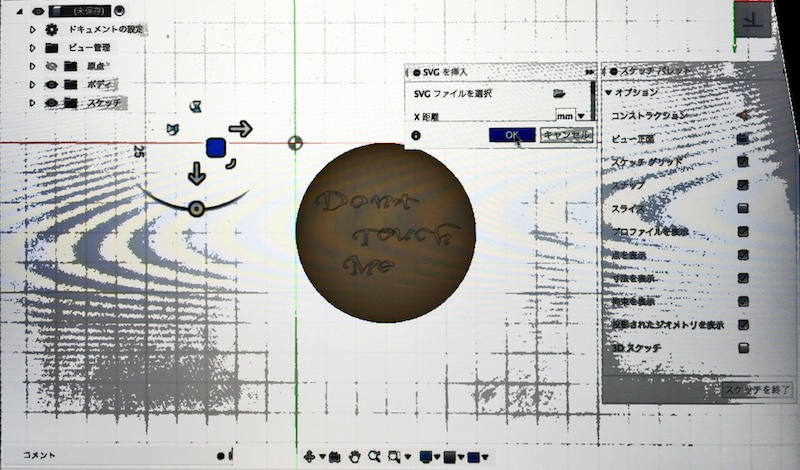 (未保存)
ドキュメントの設定
ビュー管理
原点
ボディ
スケッチ
25
Dont
Touch
Me
SVG を挿入
SVG ファイルを選択
X 距離
mm
OK
キャンセル
スケッチ パレット
オプション
コンストラクション
ビュー正面
スケッチ グリッド
スナップ
スライス
プロファイルを表示
点を表示
寸法を表示
拘束を表示
投影されたジオメトリを表示
3D スケッチ
スケッチを終了
コメント
上